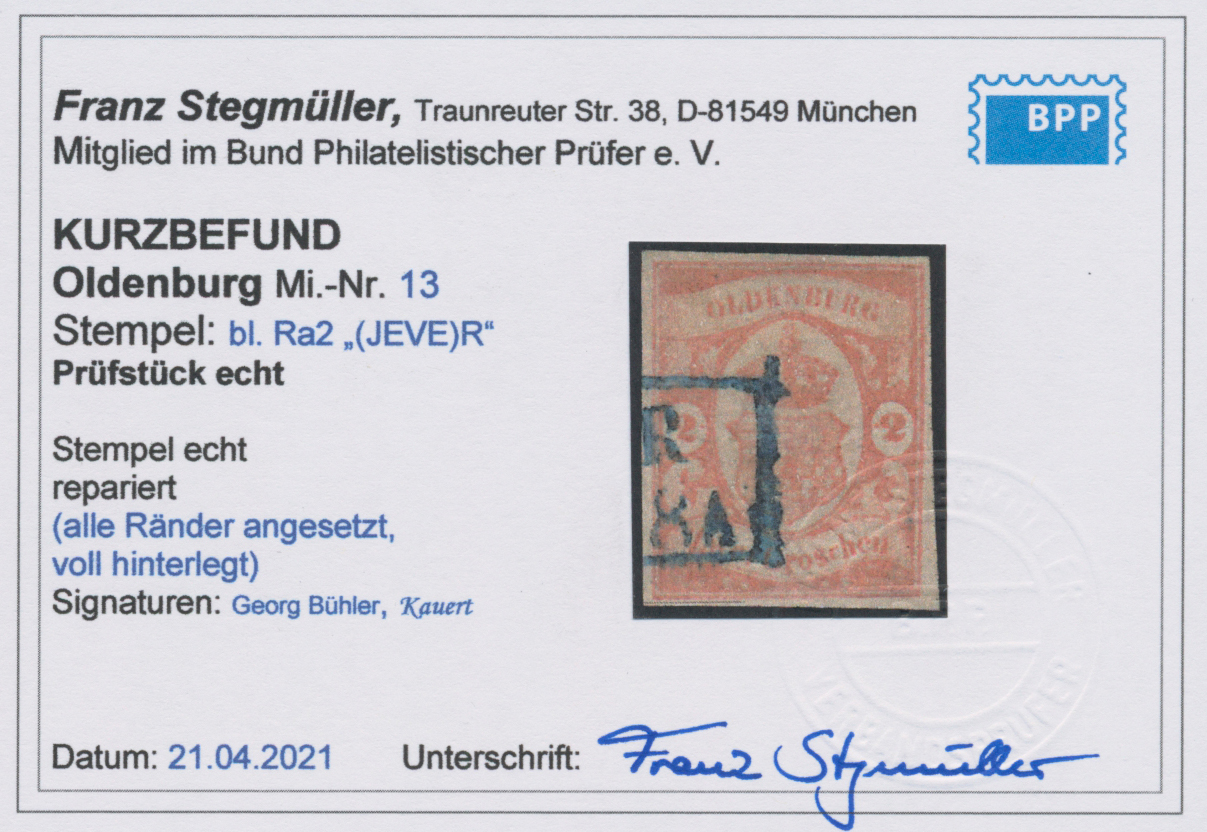 Franz Stegmüller, Traunreuter Str. 38, D-81549 München
Mitglied im Bund Philatelistischer Prüfer e. V.
BPP
KURZBEFUND
Oldenburg Mi.-Nr. 13
Stempel: bl. Ra2 „(JEVE)R“
Prüfstück echt
Stempel echt
repariert
(alle Ränder angesetzt,
voll hinterlegt)
Signaturen: Georg Bühler, Kauert
OLDENBURG
2 2
R
roschen
VERBANDSPRÜFER
Datum: 21.04.2021 Unterschrift: Franz Stegmüller